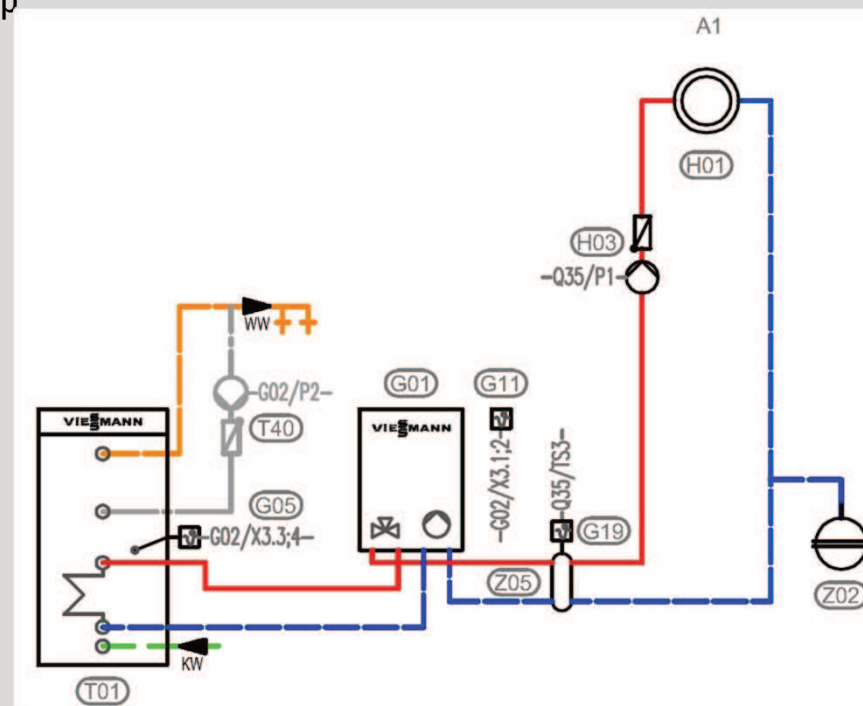 p
A1
H01
H03
-Q35/P1-
WW
-G02/P2-
G01
G11
VIESMANN
VIESMANN
T40
-G02/X3.1;2-
-Q35/TS3-
G05
-G02/X3.3;4-
G19
Z05
Z02
KW
T01